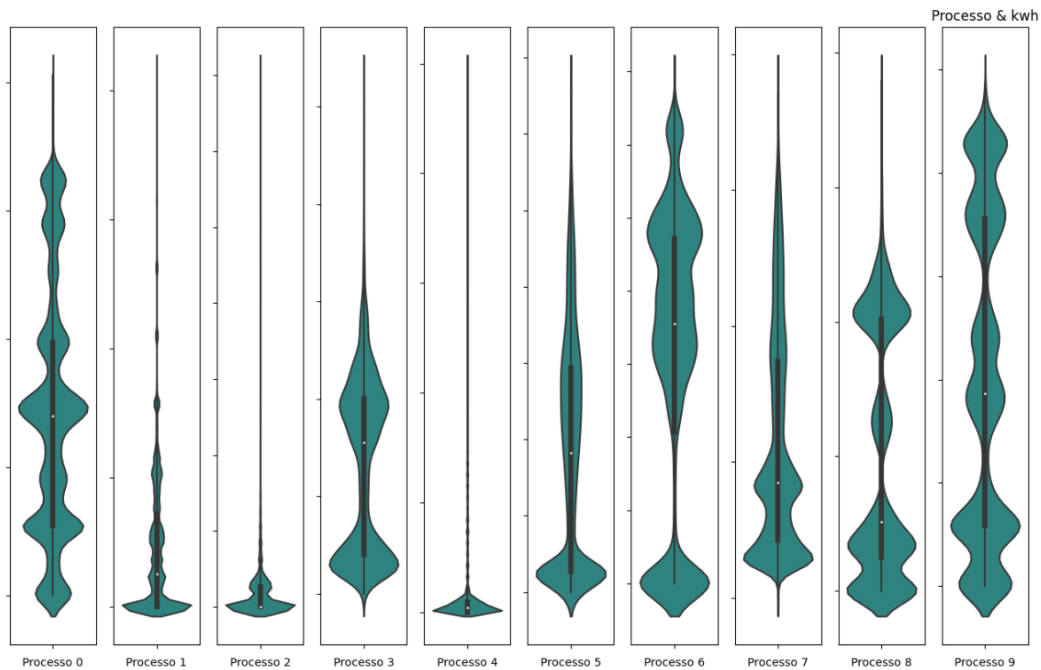 Processo & kwh
Processo 0
Processo 1
Processo 2
Processo 3
Processo 4
Processo 5
Processo 6
Processo 7
Processo 8
Processo 9